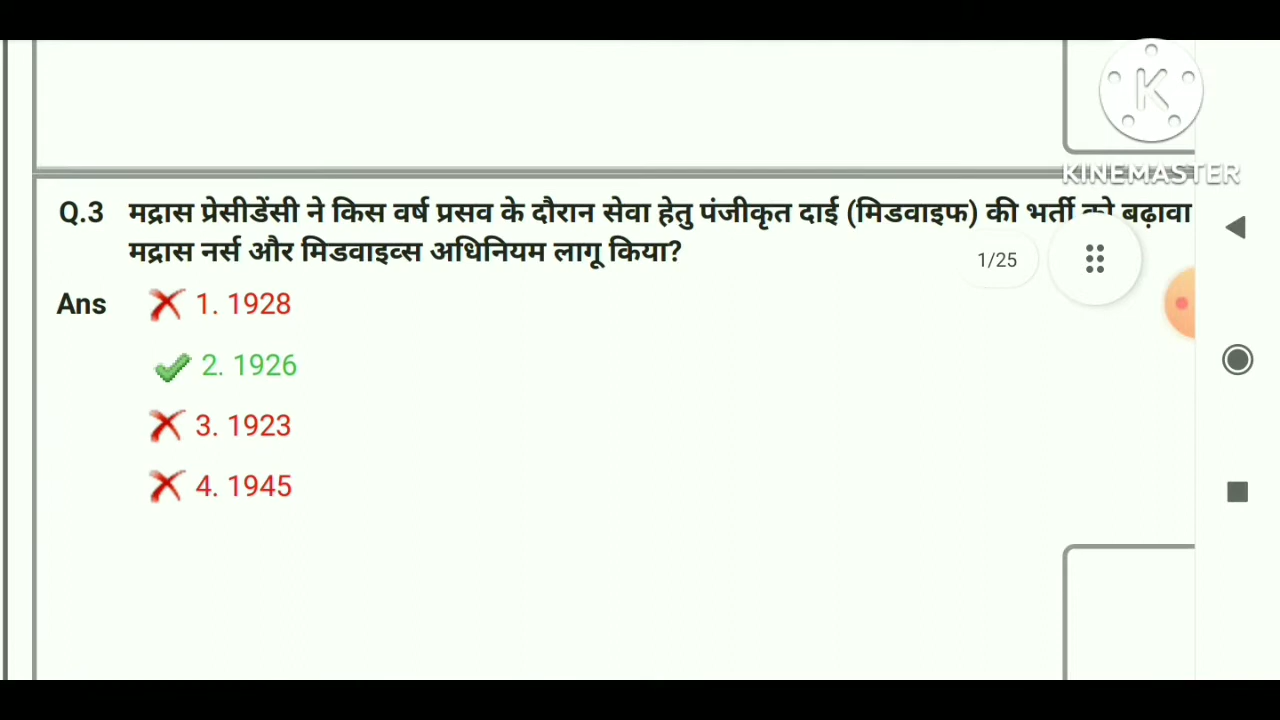 KINEMASTER
Q.3 मद्रास प्रेसीडेंसी ने किस वर्ष प्रसव के दौरान सेवा हेतु पंजीकृत दाई (मिडवाइफ) की भर्ती को बढ़ावा
मद्रास नर्स और मिडवाइव्स अधिनियम लागू किया?
1/25
Ans 1. 1928
2. 1926
3. 1923
4. 1945